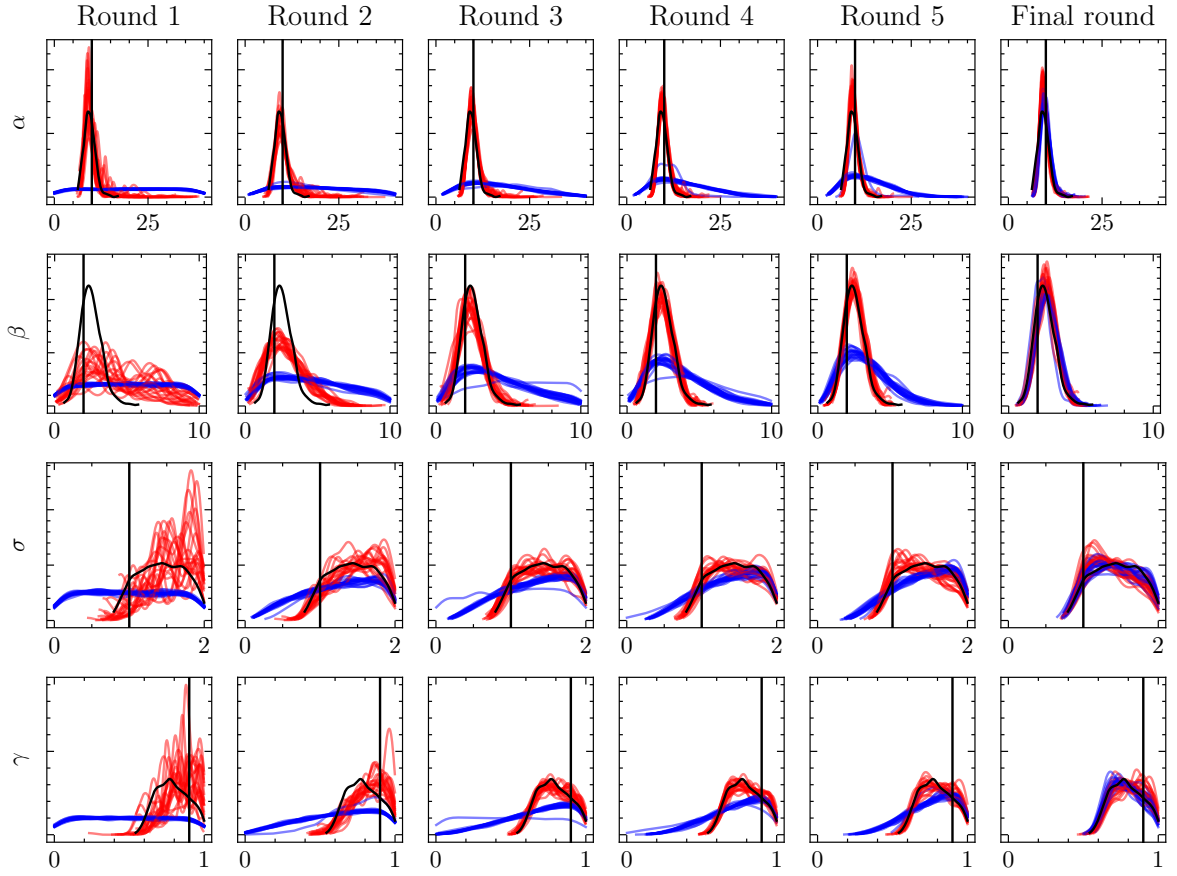 Round 1 Round 2 Round 3 Round 4 Round 5 Final round
α
0 25 0 25 0 25 0 25 0 25 0 25
β
0 10 0 10 0 10 0 10 0 10 0 10
σ
0 2 0 2 0 2 0 2 0 2 0 2
γ
0 1 0 1 0 1 0 1 0 1 0 1